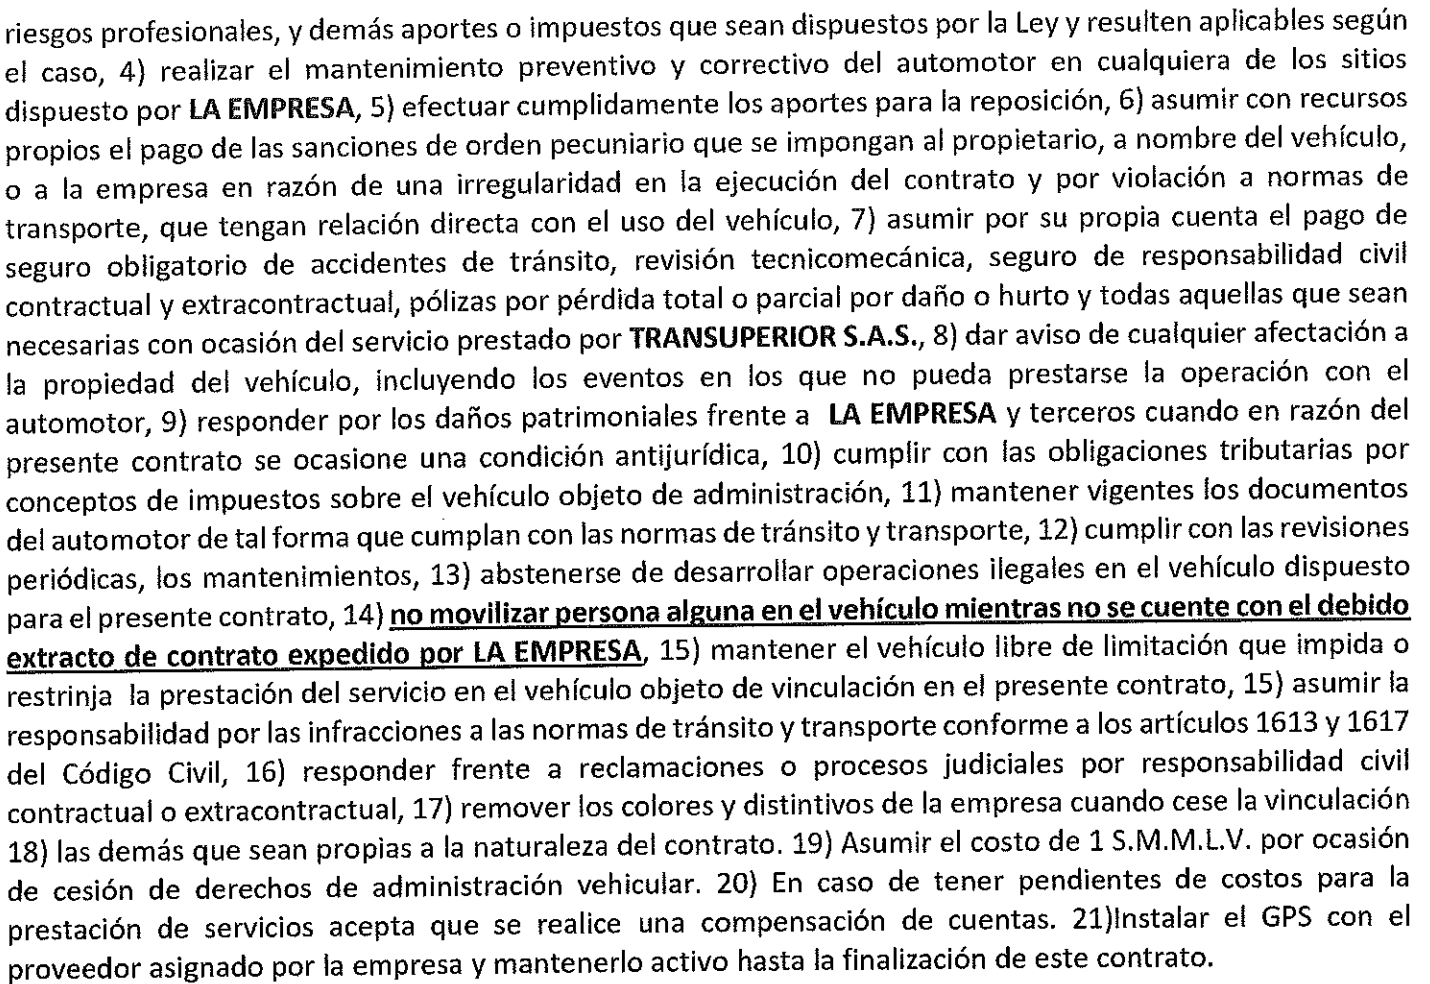 riesgos profesionales, y demás aportes o impuestos que sean dispuestos por la Ley y resulten aplicables según
el caso, 4) realizar el mantenimiento preventivo y correctivo del automotor en cualquiera de los sitios
dispuesto por LA EMPRESA, 5) efectuar cumplidamente los aportes para la reposición, 6) asumir con recursos
propios el pago de las sanciones de orden pecuniario que se impongan al propietario, a nombre del vehículo,
o a la empresa en razón de una irregularidad en la ejecución del contrato y por violación a normas de
transporte, que tengan relación directa con el uso del vehículo, 7) asumir por su propia cuenta el pago de
seguro obligatorio de accidentes de tránsito, revisión tecnicomecánica, seguro de responsabilidad civil
contractual y extracontractual, pólizas por pérdida total o parcial por daño o hurto y todas aquellas que sean
necesarias con ocasión del servicio prestado por TRANSUPERIOR S.A.S., 8) dar aviso de cualquier afectación a
la propiedad del vehículo, incluyendo los eventos en los que no pueda prestarse la operación con el
automotor, 9) responder por los daños patrimoniales frente a LA EMPRESA y terceros cuando en razón del
presente contrato se ocasione una condición antijurídica, 10) cumplir con las obligaciones tributarias por
conceptos de impuestos sobre el vehículo objeto de administración, 11) mantener vigentes los documentos
del automotor de tal forma que cumplan con las normas de tránsito y transporte, 12) cumplir con las revisiones
periódicas, los mantenimientos, 13) abstenerse de desarrollar operaciones ilegales en el vehículo dispuesto
para el presente contrato, 14) no movilizar persona alguna en el vehículo mientras no se cuente con el debido
extracto de contrato expedido por LA EMPRESA, 15) mantener el vehículo libre de limitación que impida o
restrinja la prestación del servicio en el vehículo objeto de vinculación en el presente contrato, 15) asumir la
responsabilidad por las infracciones a las normas de tránsito y transporte conforme a los artículos 1613 y 1617
del Código Civil, 16) responder frente a reclamaciones o procesos judiciales por responsabilidad civil
contractual o extracontractual, 17) remover los colores y distintivos de la empresa cuando cese la vinculación
18) las demás que sean propias a la naturaleza del contrato. 19) Asumir el costo de 1 S.M.M.L.V. por ocasión
de cesión de derechos de administración vehicular. 20) En caso de tener pendientes de costos para la
prestación de servicios acepta que se realice una compensación de cuentas. 21)Instalar el GPS con el
proveedor asignado por la empresa y mantenerlo activo hasta la finalización de este contrato.